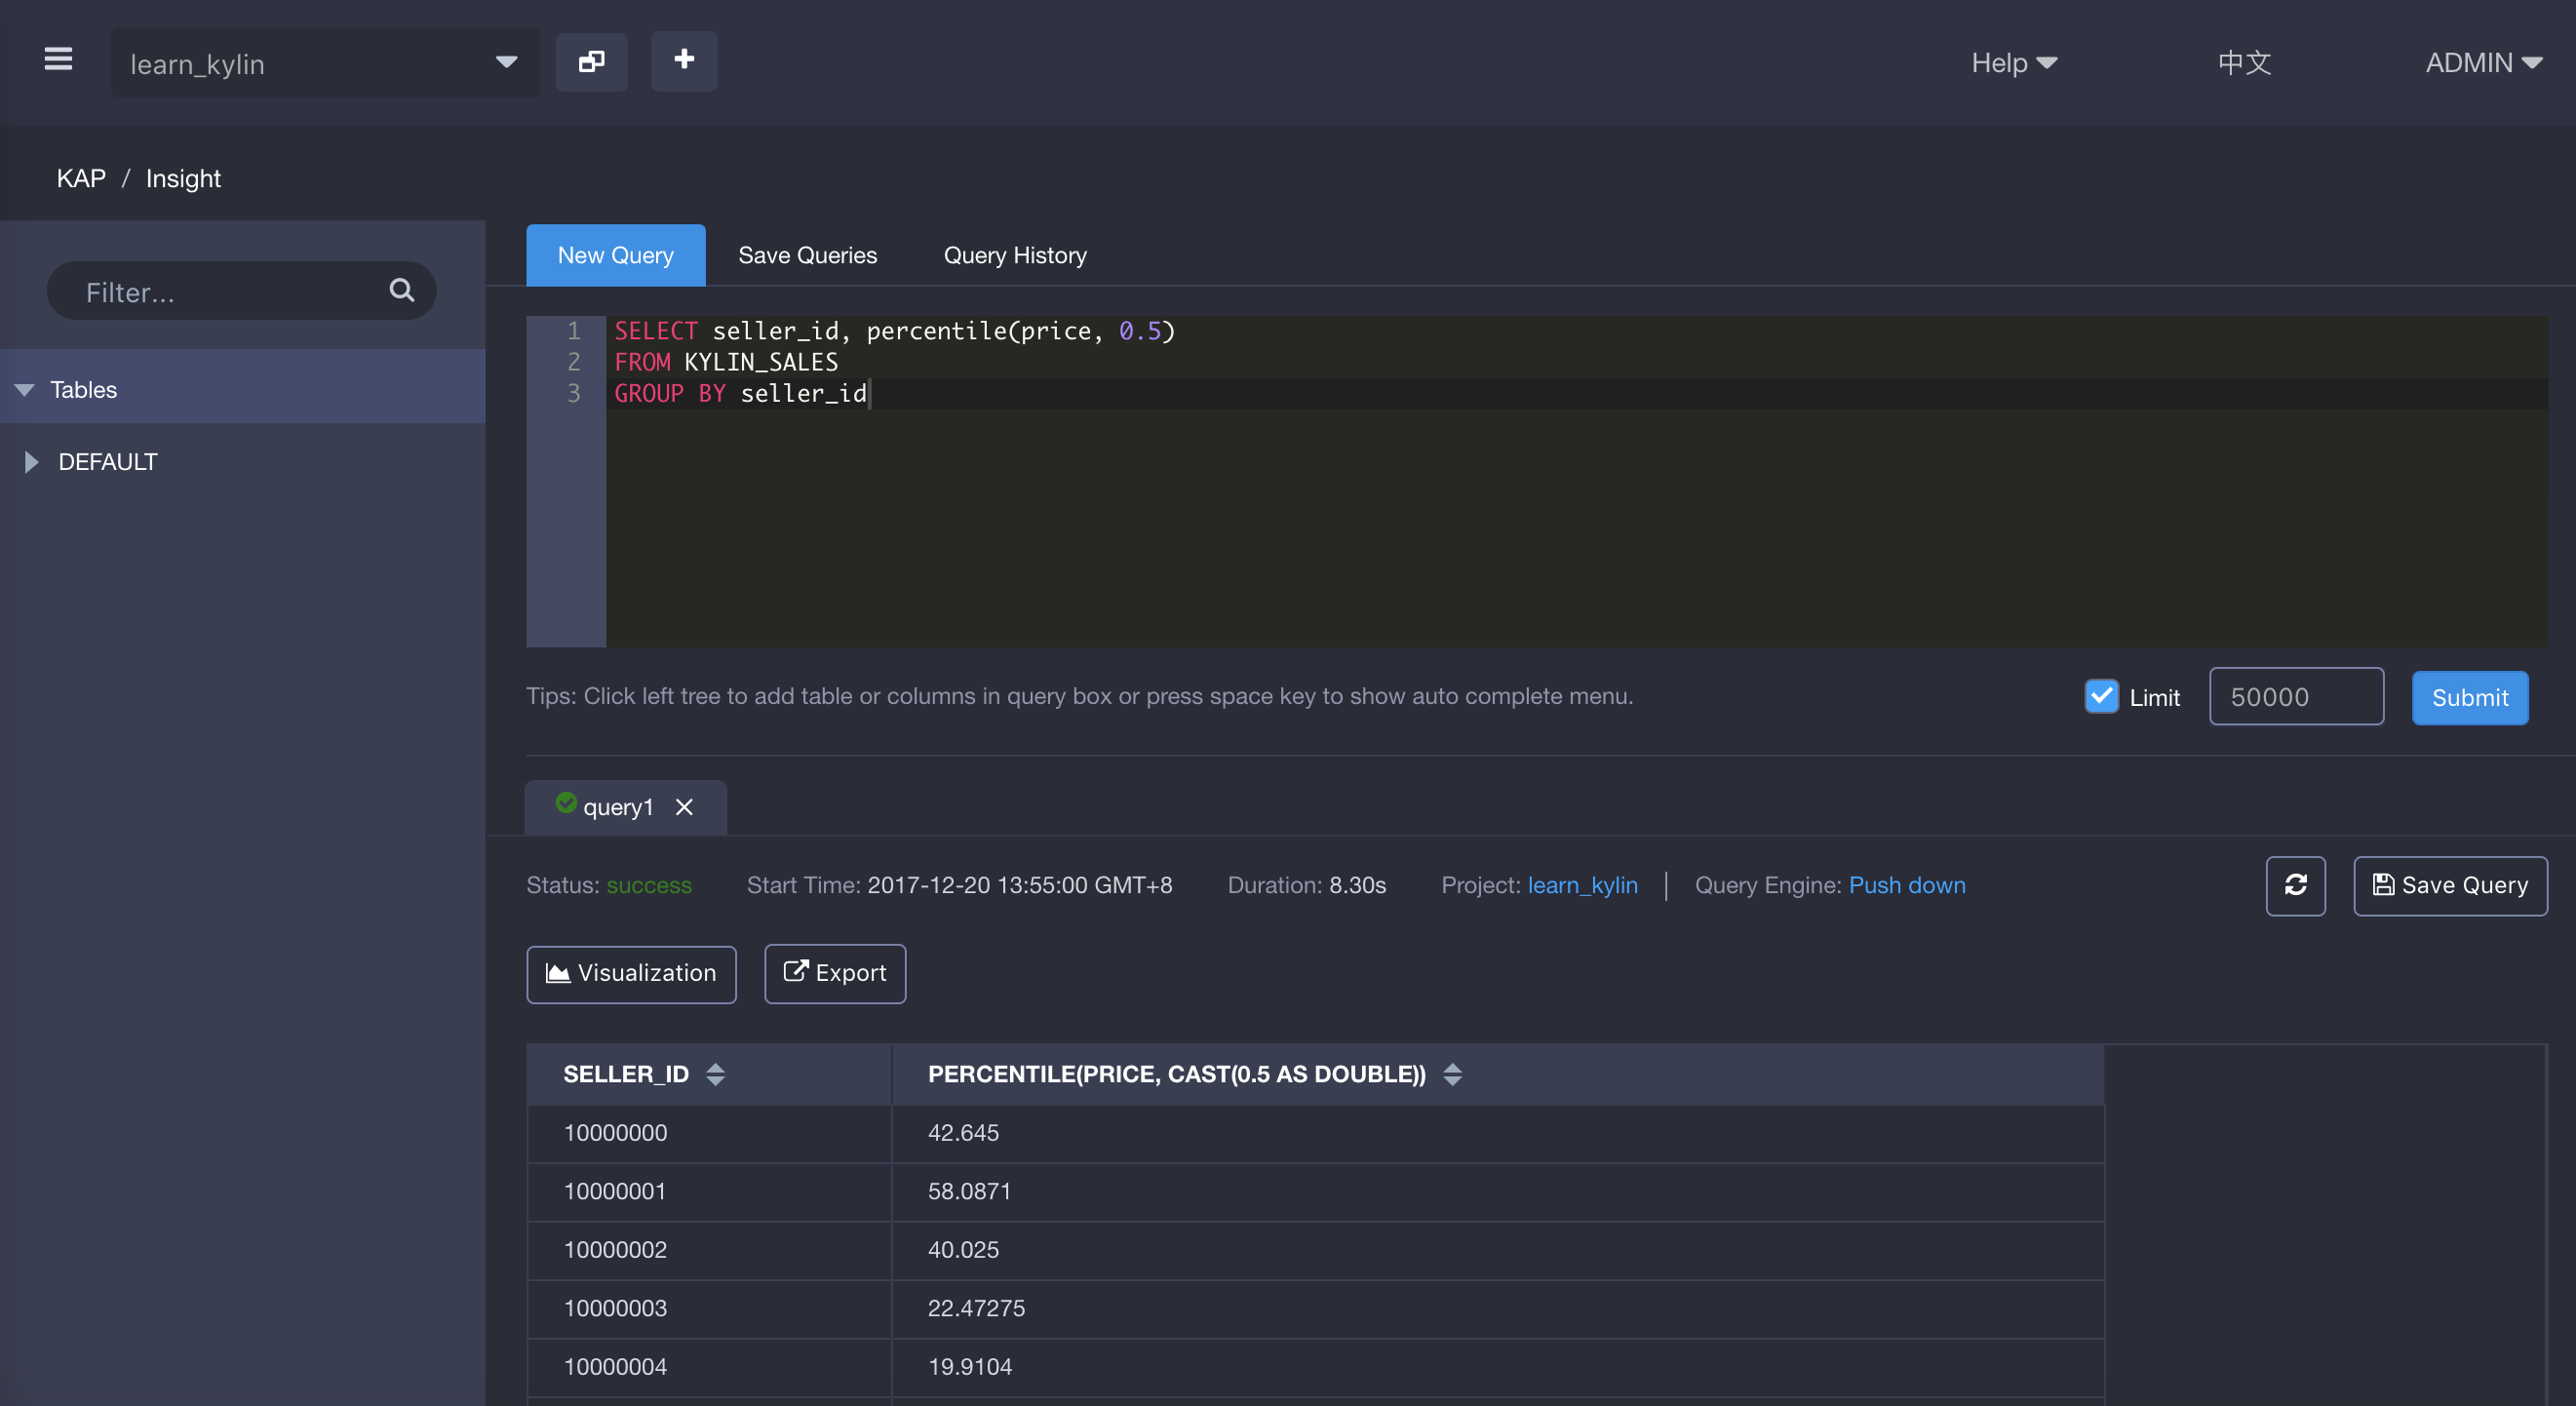 learn_kylin
Help
中文
ADMIN
KAP / Insight
Filter...
Tables
DEFAULT
New Query
Save Queries
Query History
1 SELECT seller_id, percentile(price, 0.5)
2 FROM KYLIN_SALES
3 GROUP BY seller_id
Tips: Click left tree to add table or columns in query box or press space key to show auto complete menu.
Limit
50000
Submit
query1
Status: success
Start Time: 2017-12-20 13:55:00 GMT+8
Duration: 8.30s
Project: learn_kylin
Query Engine: Push down
Save Query
Visualization
Export
SELLER_ID
PERCENTILE(PRICE, CAST(0.5 AS DOUBLE))
10000000 42.645
10000001 58.0871
10000002 40.025
10000003 22.47275
10000004 19.9104